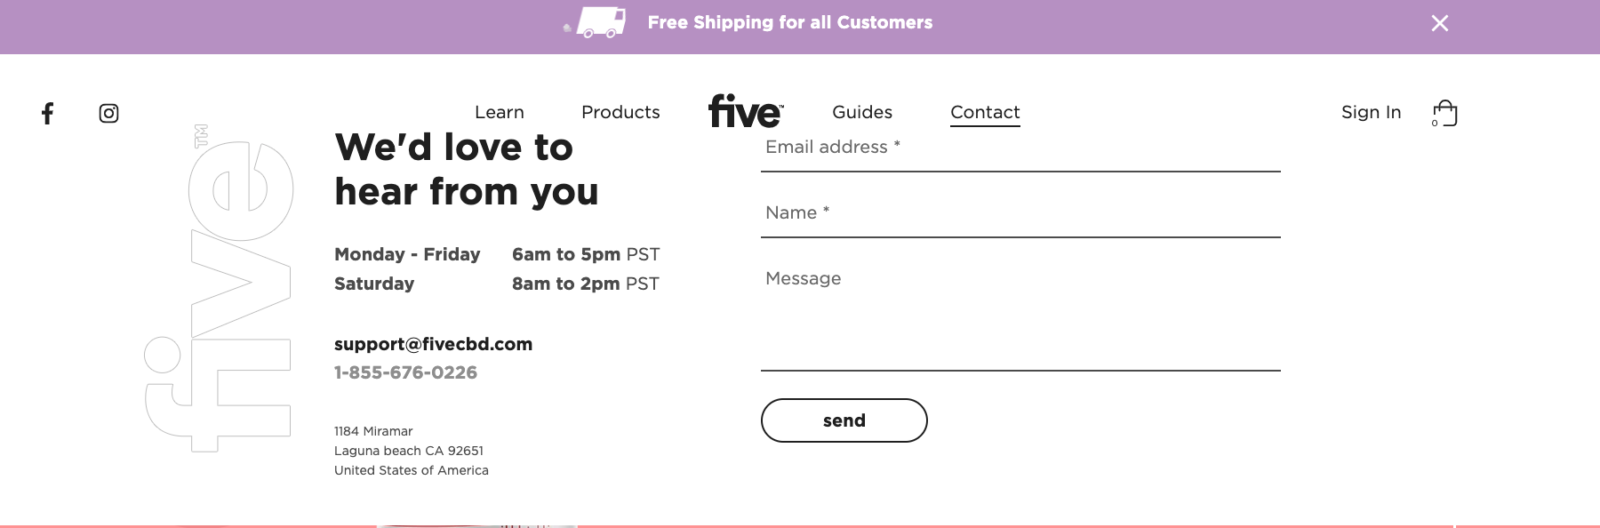 Free Shipping for all Customers
Learn Products five™ Guides Contact Sign In 0
five™
We'd love to
hear from you
Monday - Friday 6am to 5pm PST
Saturday 8am to 2pm PST
support@fivecbd.com
1-855-676-0226
1184 Miramar
Laguna beach CA 92651
United States of America
Email address *
Name *
Message
send